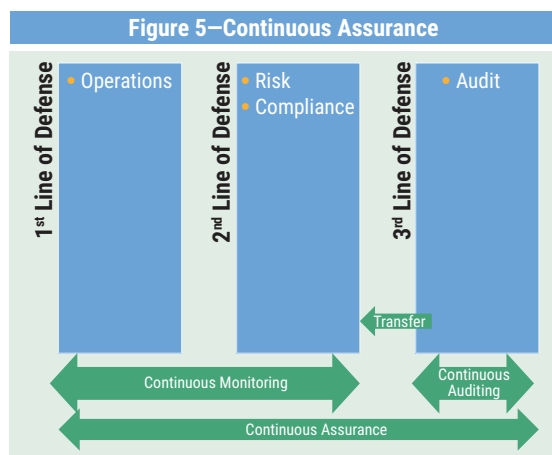 Figure 5—Continuous Assurance
1st Line of Defense
• Operations
2nd Line of Defense
• Risk
• Compliance
3rd Line of Defense
• Audit
Transfer
Continuous Monitoring
Continuous
Auditing
Continuous Assurance